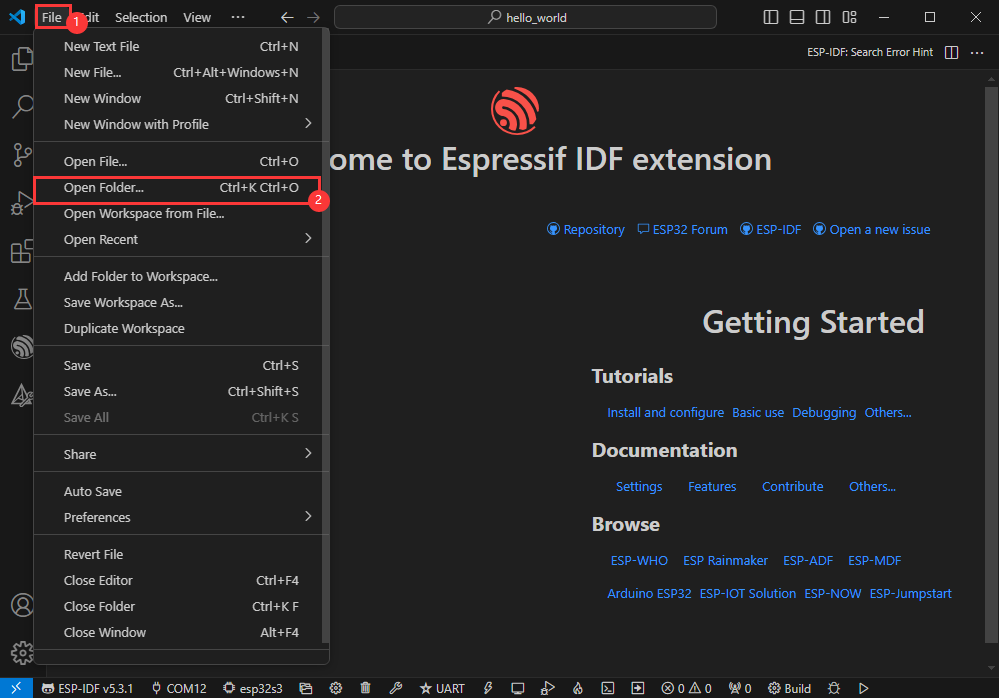 File
1
dit
Selection
View
hello_world
ESP-IDF: Search Error Hint
New Text File Ctrl+N
New File... Ctrl+Alt+Windows+N
New Window Ctrl+Shift+N
New Window with Profile
Open File... Ctrl+O
Open Folder... Ctrl+K Ctrl+O
2
Open Workspace from File...
Open Recent
Add Folder to Workspace...
Save Workspace As...
Duplicate Workspace
Save Ctrl+S
Save As... Ctrl+Shift+S
Save All Ctrl+K S
Share
Auto Save
Preferences
Revert File
Close Editor Ctrl+F4
Close Folder Ctrl+K F
Close Window Alt+F4
ome to Espressif IDF extension
Repository ESP32 Forum ESP-IDF Open a new issue
Getting Started
Tutorials
Install and configure Basic use Debugging Others...
Documentation
Settings Features Contribute Others...
Browse
ESP-WHO ESP Rainmaker ESP-ADF ESP-MDF
Arduino ESP32 ESP-IOT Solution ESP-NOW ESP-Jumpstart
ESP-IDF v5.3.1 COM12 esp32s3 UART 0 0 0 Build